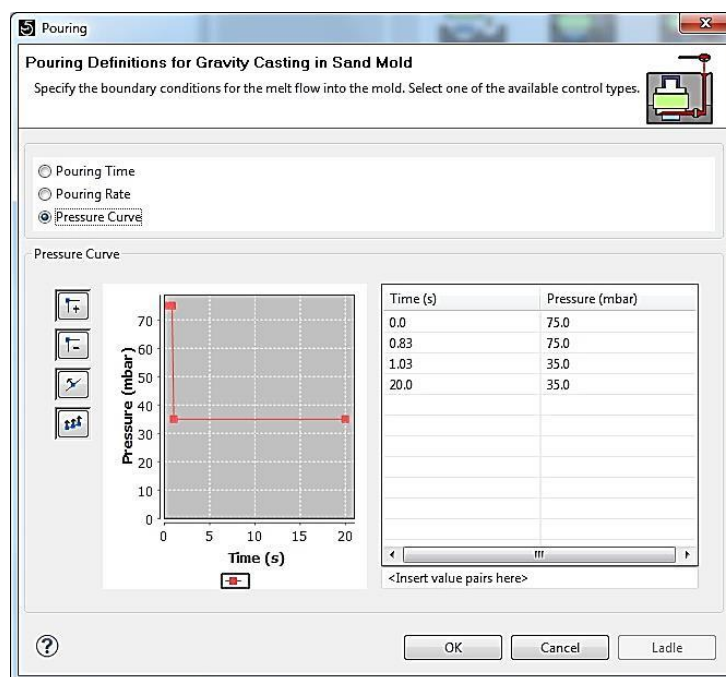 5 Pouring
Pouring Definitions for Gravity Casting in Sand Mold
Specify the boundary conditions for the melt flow into the mold. Select one of the available control types.
Pouring Time
Pouring Rate
Pressure Curve
Pressure Curve
Pressure (mbar)
70
60
50
40
30
20
10
0
0 5 10 15 20
Time (s)
Time (s) Pressure (mbar)
0.0 75.0
0.83 75.0
1.03 35.0
20.0 35.0
<Insert value pairs here>
? OK Cancel Ladle